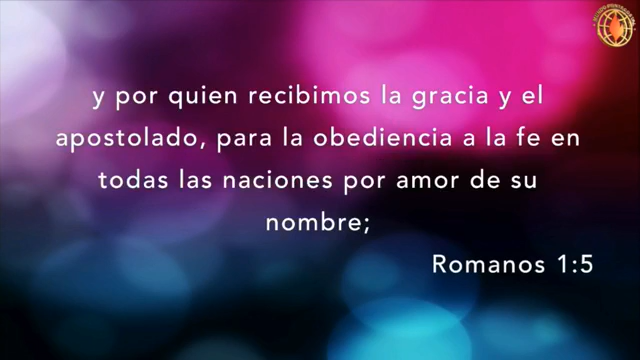 y por quien recibimos la gracia y el
apostolado, para la obediencia a la fe en
todas las naciones por amor de su
nombre;
Romanos 1:5